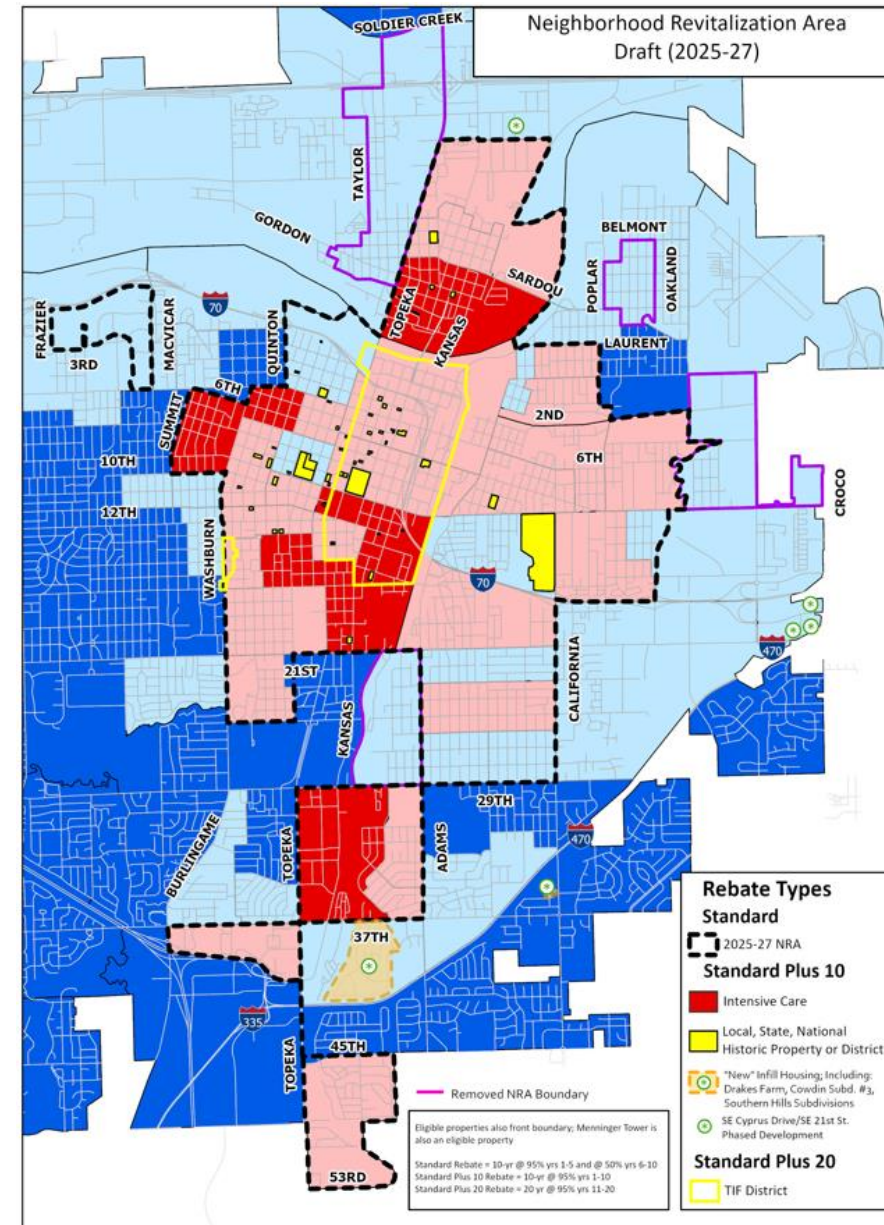 Neighborhood Revitalization Area
Draft (2025-27)
SOLDIER CREEK
TAYLOR
GORDON
BELMONT
POPLAR
OAKLAND
SARDOU
TOPEKA
KANSAS
FRAZIER
3RD
MACVICAR
70
QUINTON
LAURENT
6TH
SUMMIT
2ND
10TH
6TH
12TH
CROCO
WASHBURN
70
470
CALIFORNIA
21ST
KANSAS
29TH
BURLINGAME
TOPEKA
ADAMS
470
37TH
335
45TH
TOPEKA
53RD
Removed NRA Boundary
Eligible properties also front boundary; Menninger Tower is
also an eligible property
Standard Rebate = 10-yr @ 95% yrs 1-5 and @ 50% yrs 6-10
Standard Plus 10 Rebate = 10-yr @ 95% yrs 1-10
Standard Plus 20 Rebate = 20 yr @ 95% yrs 11-20
Rebate Types
Standard
2025-27 NRA
Standard Plus 10
Intensive Care
Local, State, National
Historic Property or District
"New" Infill Housing; Including:
Drakes Farm, Cowdin Subd. #3,
Southern Hills Subdivisions
SE Cyprus Drive/SE 21st St.
Phased Development
Standard Plus 20
TIF District